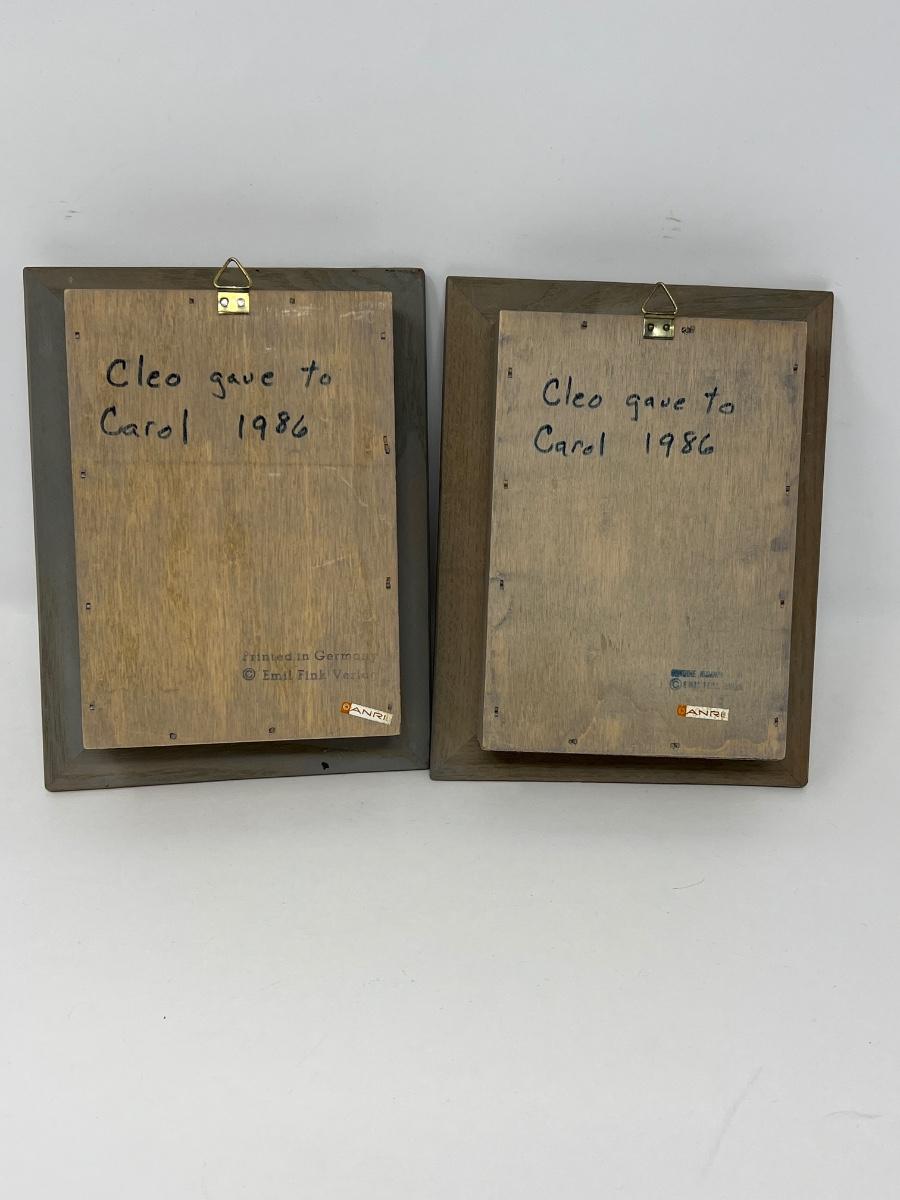 Cleo gave to
Carol 1986
Printed in Germany
© Emil Fink Verlag
ANRI
Cleo gave to
Carol 1986
©
ANRI